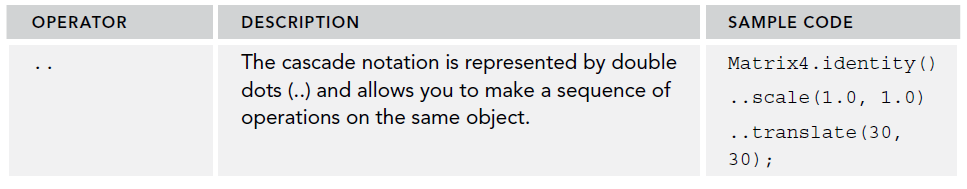 OPERATOR DESCRIPTION SAMPLE CODE
.. The cascade notation is represented by double Matrix4.identity()
dots (..) and allows you to make a sequence of ..scale(1.0, 1.0)
operations on the same object. ..translate(30,
30);